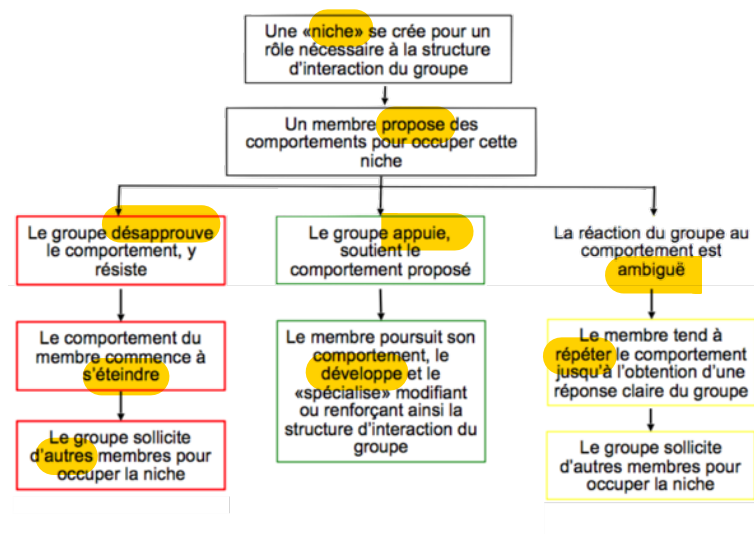 Une «niche» se crée pour un
rôle nécessaire à la structure
d'interaction du groupe
Un membre propose des
comportements pour occuper cette
niche
Le groupe désapprouve
le comportement, y
résiste
Le groupe appuie,
soutient le
comportement proposé
La réaction du groupe au
comportement est
ambiguë
Le comportement du
membre commence à
s'éteindre
Le membre poursuit son
comportement, le
développe et le
«spécialise» modifiant
ou renforçant ainsi la
structure d'interaction du
groupe
Le membre tend à
répéter le comportement
jusqu'à l'obtention d'une
réponse claire du groupe
Le groupe sollicite
d'autres membres pour
occuper la niche
Le groupe sollicite
d'autres membres pour
occuper la niche